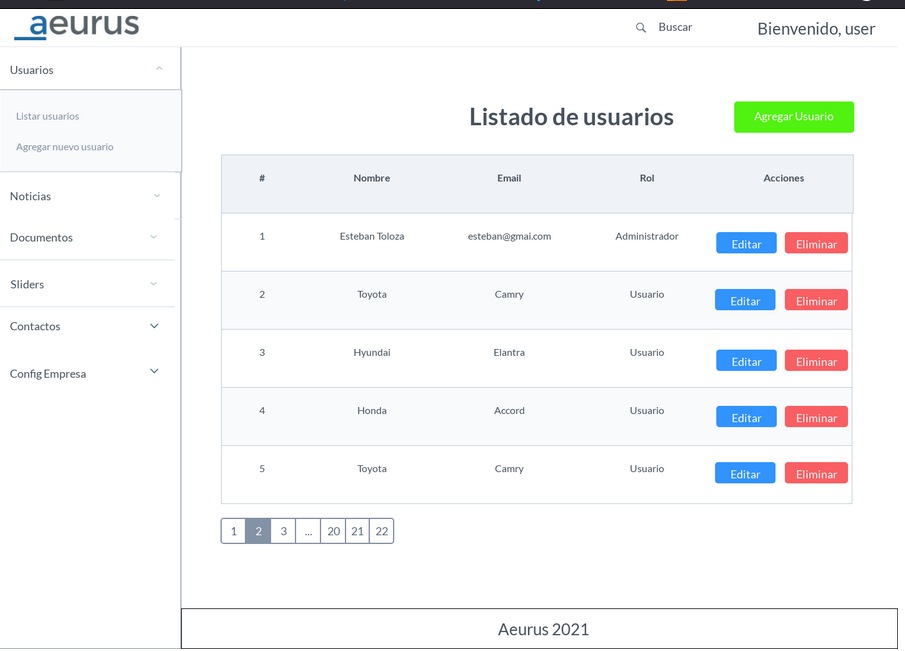 aeurus
Buscar
Bienvenido, user
Usuarios
Listar usuarios
Agregar nuevo usuario
Noticias
Documentos
Sliders
Contactos
Config Empresa
Listado de usuarios
Agregar Usuario
# Nombre Email Rol Acciones
1 Esteban Toloza esteban@gmai.com Administrador Editar Eliminar
2 Toyota Camry Usuario Editar Eliminar
3 Hyundai Elantra Usuario Editar Eliminar
4 Honda Accord Usuario Editar Eliminar
5 Toyota Camry Usuario Editar Eliminar
1 2 3 ... 20 21 22
Aeurus 2021